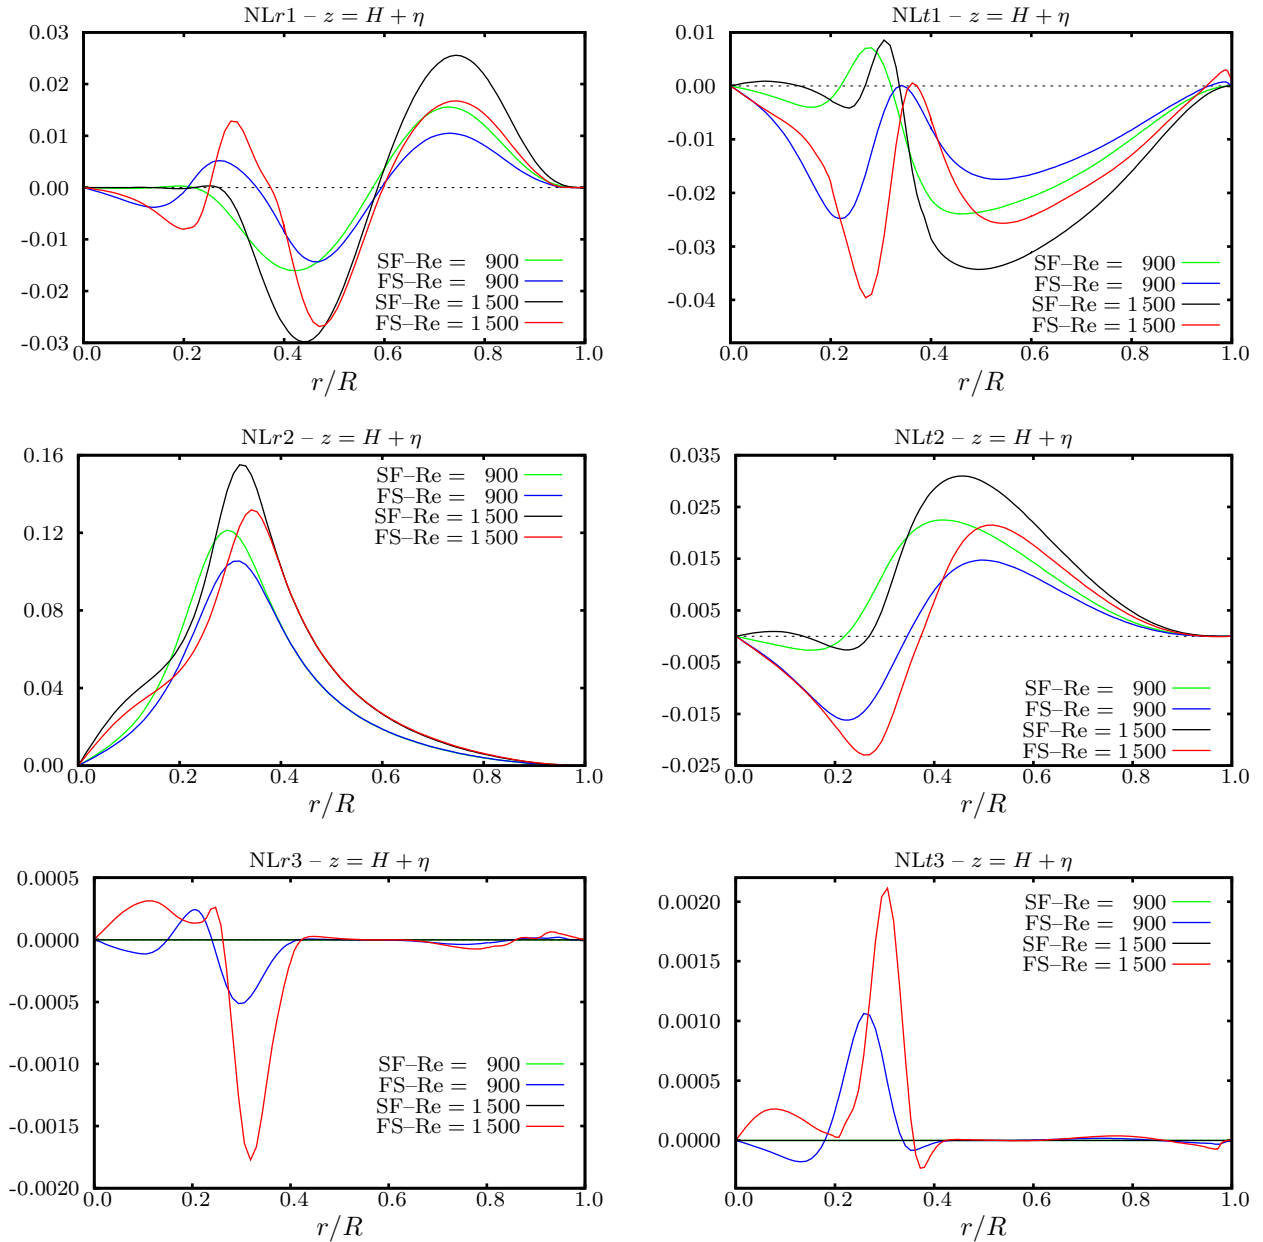 NLr1 – z = H + η
0.03
0.02
0.01
0.00
-0.01
-0.02
-0.03
SF–Re = 900
FS–Re = 900
SF–Re = 1 500
FS–Re = 1 500
0.0 0.2 0.4 0.6 0.8 1.0
r/R
NLt1 – z = H + η
0.01
0.00
-0.01
-0.02
-0.03
-0.04
SF–Re = 900
FS–Re = 900
SF–Re = 1 500
FS–Re = 1 500
0.0 0.2 0.4 0.6 0.8 1.0
r/R
NLr2 – z = H + η
0.16
0.12
0.08
0.04
0.00
SF–Re = 900
FS–Re = 900
SF–Re = 1 500
FS–Re = 1 500
0.0 0.2 0.4 0.6 0.8 1.0
r/R
NLt2 – z = H + η
0.035
0.025
0.015
0.005
-0.005
-0.015
-0.025
SF–Re = 900
FS–Re = 900
SF–Re = 1 500
FS–Re = 1 500
0.0 0.2 0.4 0.6 0.8 1.0
r/R
NLr3 – z = H + η
0.0005
0.0000
-0.0005
-0.0010
-0.0015
-0.0020
SF–Re = 900
FS–Re = 900
SF–Re = 1 500
FS–Re = 1 500
0.0 0.2 0.4 0.6 0.8 1.0
r/R
NLt3 – z = H + η
0.0020
0.0015
0.0010
0.0005
0.0000
SF–Re = 900
FS–Re = 900
SF–Re = 1 500
FS–Re = 1 500
0.0 0.2 0.4 0.6 0.8 1.0
r/R